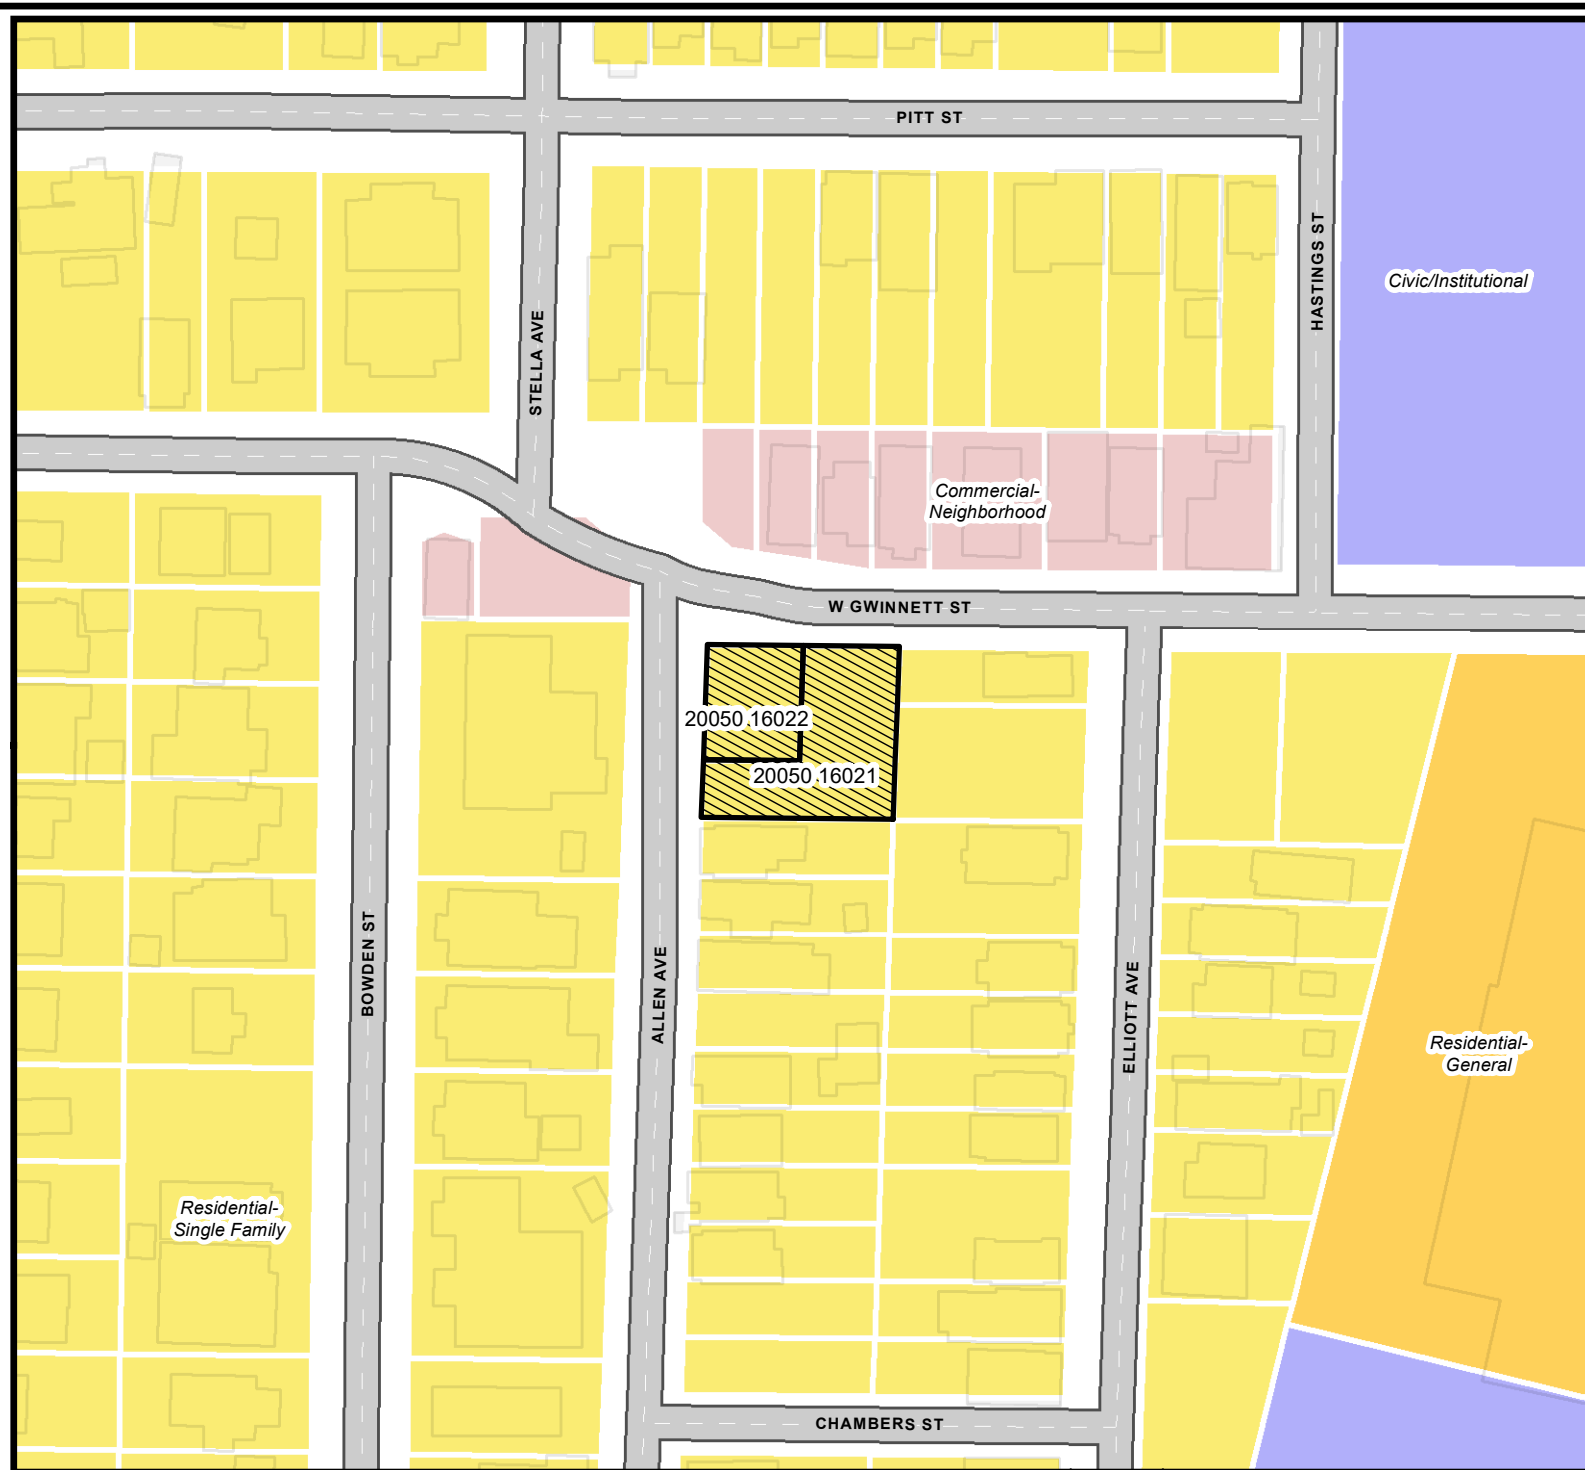 PITT ST
HASTINGS ST
Civic/Institutional
STELLA AVE
Commercial-
Neighborhood
W GWINNETT ST
20050 16022
20050 16021
BOWDEN ST
ALLEN AVE
ELLIOTT AVE
Residential-
General
Residential-
Single Family
CHAMBERS ST